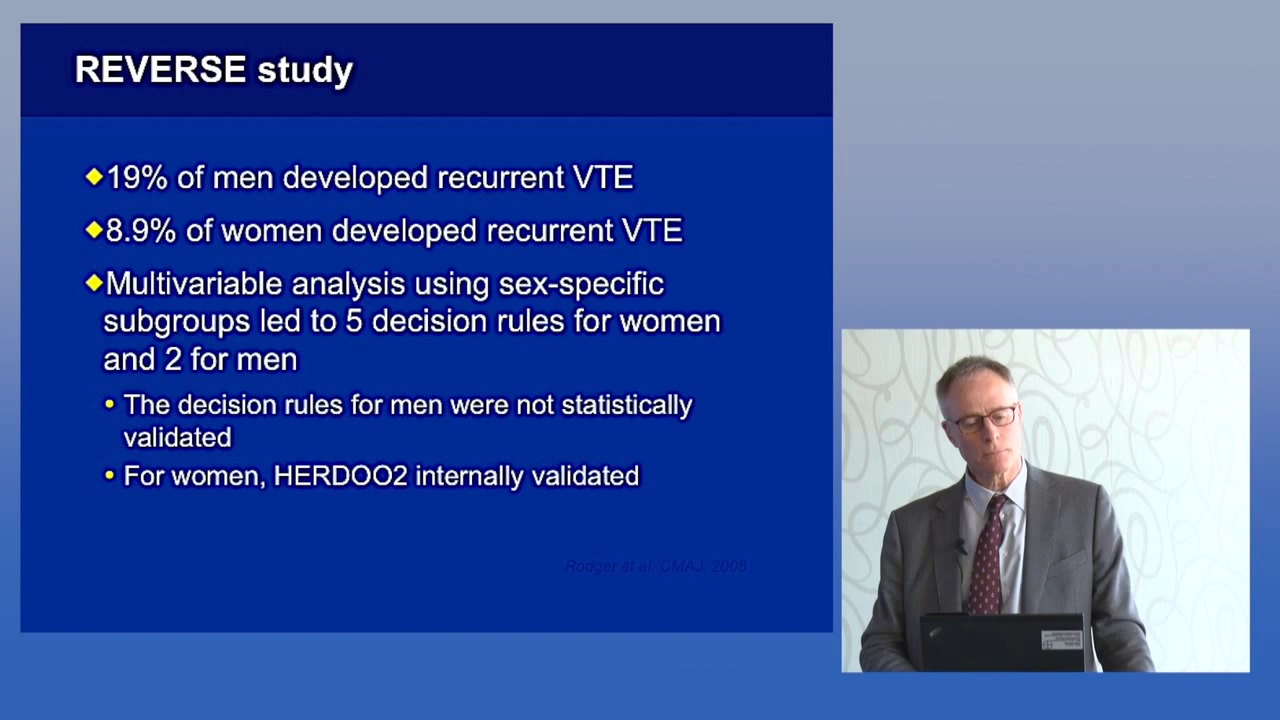 REVERSE study
◆19% of men developed recurrent VTE
◆8.9% of women developed recurrent VTE
◆Multivariable analysis using sex-specific
subgroups led to 5 decision rules for women
and 2 for men
• The decision rules for men were not statistically
validated
• For women, HERDOO2 internally validated
Rodger et al, CMAJ, 2008